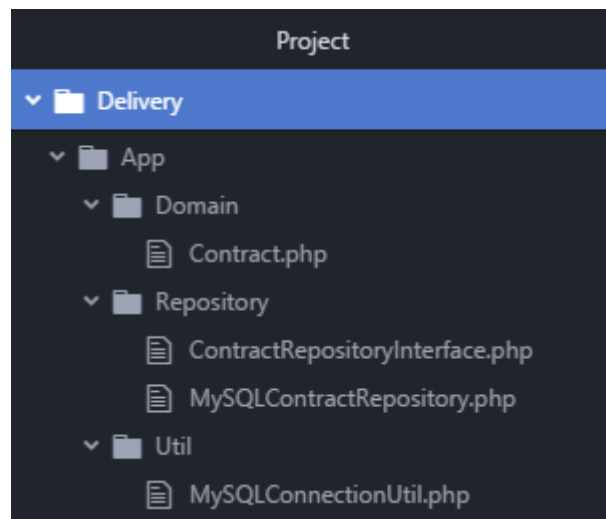 Project
Delivery
App
Domain
Contract.php
Repository
ContractRepositoryInterface.php
MySQLContractRepository.php
Util
MySQLConnectionUtil.php